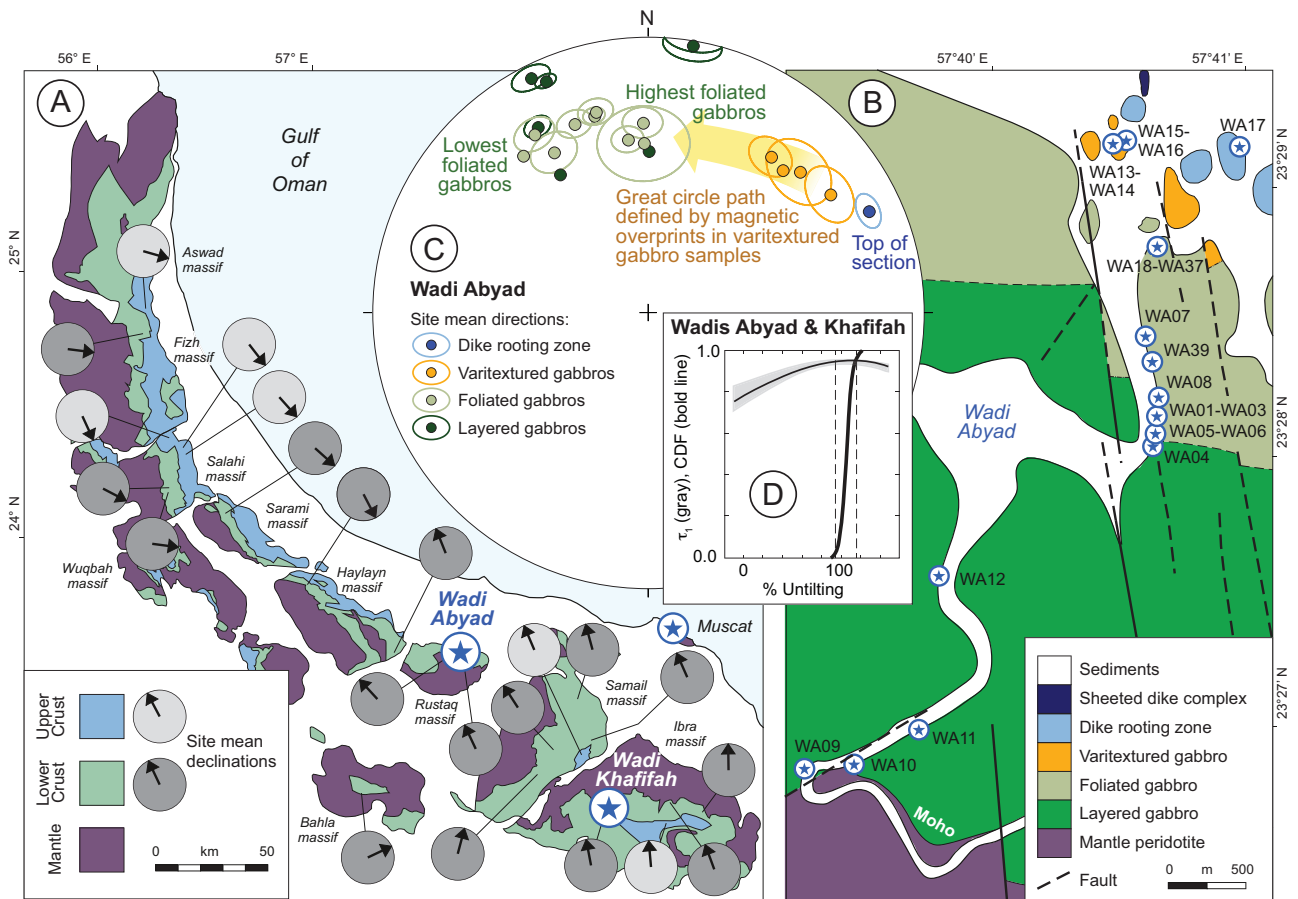 N
56° E
57° E
57° 40' E
57° 41' E
A
B
Gulf
of
Oman
Highest foliated
gabbros
Lowest
foliated
gabbros
Great circle path
defined by magnetic
overprints in varitextured
gabbro samples
Top of
section
C
Wadi Abyad
Site mean directions:
Dike rooting zone
Varitextured gabbros
Foliated gabbros
Layered gabbros
Wadis Abyad & Khafifah
1.0
0.0
τ1 (gray), CDF (bold line)
D
0
100
% Untilting
25° N
24° N
Aswad
massif
Fizh
massif
Salahi
massif
Sarami
massif
Wuqbah
massif
Haylayn
massif
Wadi
Abyad
Muscat
Rustaq
massif
Samail
massif
Ibra
massif
Wadi
Khafifah
Bahla
massif
Upper
Crust
Lower
Crust
Mantle
Site mean
declinations
0 km 50
WA15-
WA16
WA17
WA13-
WA14
WA18-WA37
WA07
WA39
WA08
WA01-WA03
WA05-WA06
WA04
Wadi
Abyad
WA12
WA11
WA09
WA10
Moho
23°29' N
23°28' N
23°27' N
Sediments
Sheeted dike complex
Dike rooting zone
Varitextured gabbro
Foliated gabbro
Layered gabbro
Mantle peridotite
Fault
0 m 500